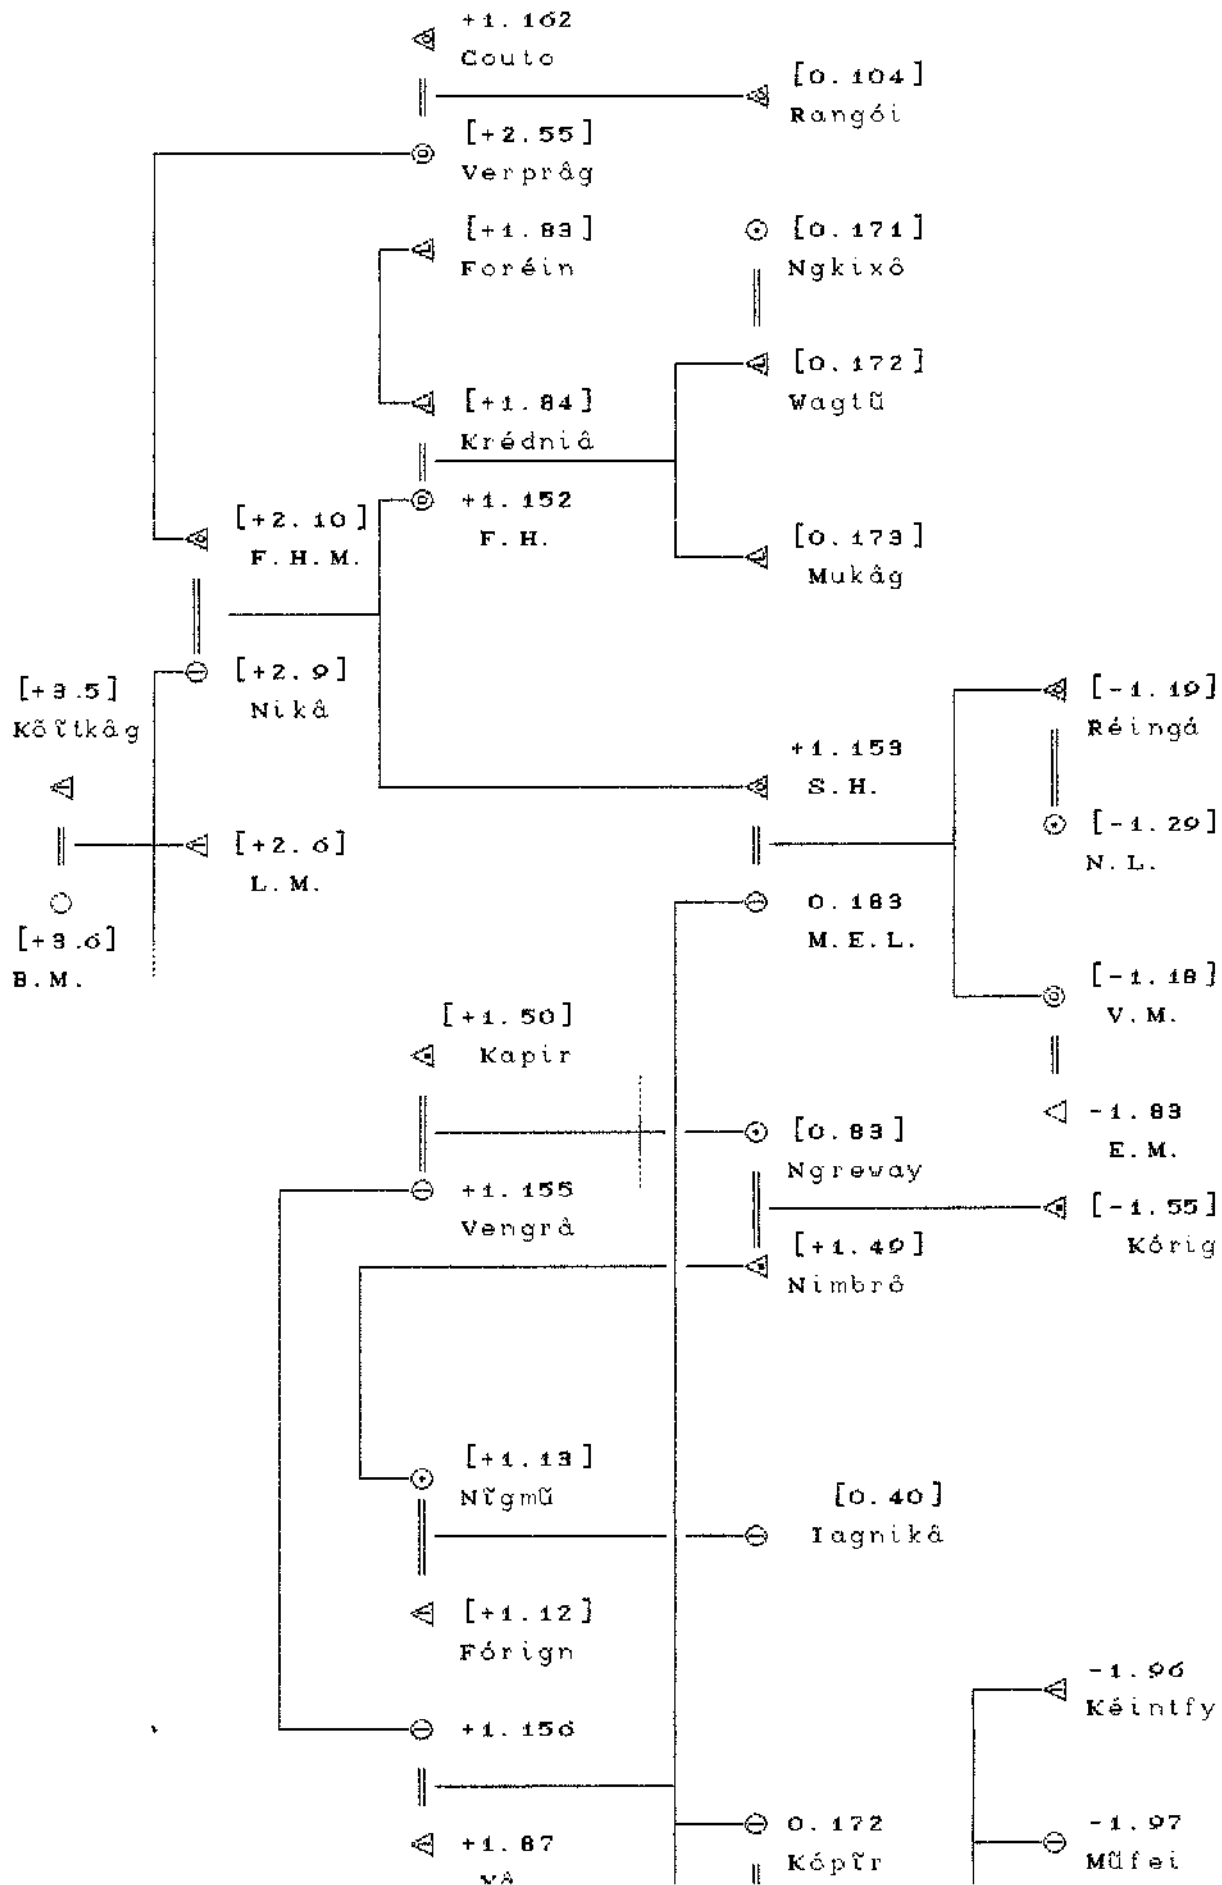 +1.162
Couto
[0.104]
Rangói
[+2.55]
Verprâg
[+1.83]
Foréin
[0.171]
Ngkixô
[0.172]
Wagtũ
[+1.84]
Krédniâ
+1.152
F.H.
[+2.10]
F.H.M.
[0.173]
Mukâg
[+2.9]
Nikâ
[+3.5]
Kõĩtkâg
[-1.19]
Réingá
+1.153
S.H.
[-1.29]
N.L.
[+2.6]
L.M.
0.183
M.E.L.
[+3.6]
B.M.
[-1.18]
V.M.
[+1.50]
Kapir
-1.83
E.M.
[0.83]
Ngreway
+1.155
Vengrâ
[-1.55]
Kórig
[+1.49]
Nimbrô
[+1.13]
Nĩgmũ
[0.40]
Iagnikâ
[+1.12]
Fórign
-1.96
Kéintfy
+1.156
0.172
Kópĩr
-1.97
Mũfei
+1.87